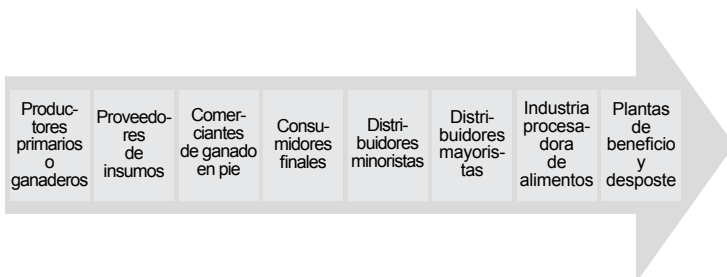 Produc-
tores
primarios
o
ganaderos
Proveedo-
res
de
insumos
Comer-
ciantes
de ganado
en pie
Consu-
midores
finales
Distri-
buidores
minoristas
Distri-
buidores
mayoris-
tas
Industria
procesa-
dora
de
alimentos
Plantas
de
beneficio
y
desposte